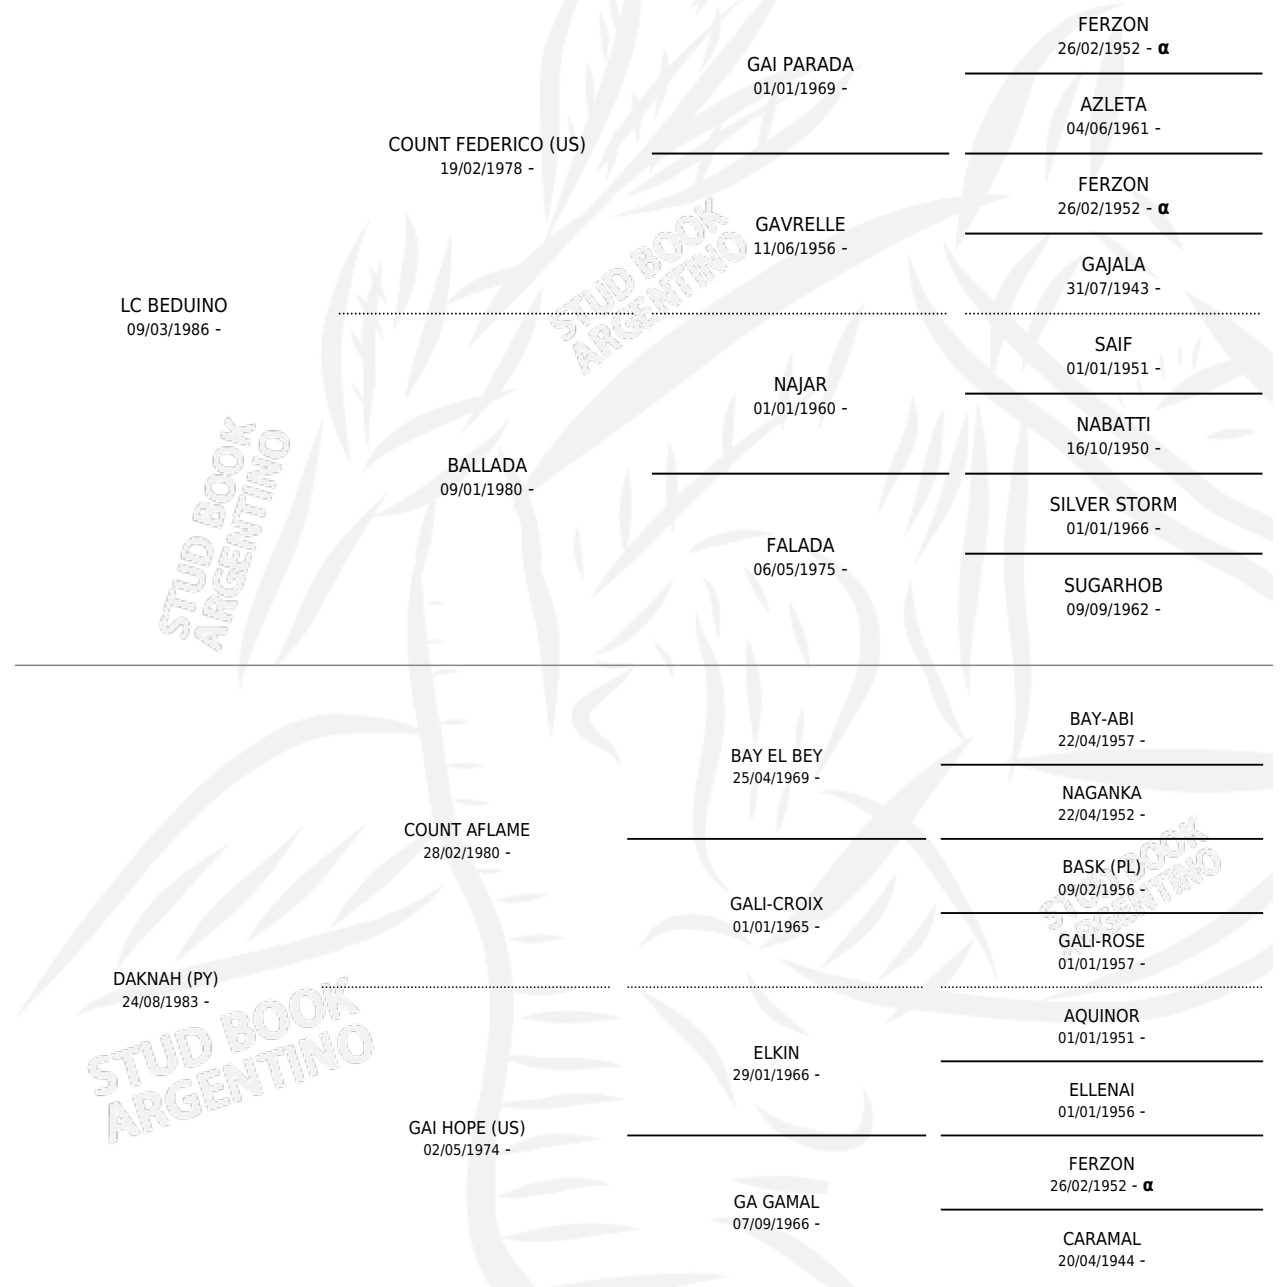 FERZON
26/02/1952 - α
GAI PARADA
01/01/1969 -
AZLETA
04/06/1961 -
COUNT FEDERICO (US)
19/02/1978 -
FERZON
26/02/1952 - α
GAVRELLE
11/06/1956 -
GAJALA
31/07/1943 -
LC BEDUINO
09/03/1986 -
SAIF
01/01/1951 -
NAJAR
01/01/1960 -
NABATTI
16/10/1950 -
BALLADA
09/01/1980 -
SILVER STORM
01/01/1966 -
FALADA
06/05/1975 -
SUGARHOB
09/09/1962 -
STUD BOOK
ARGENTINO
STUD BOOK
ARGENTINO
BAY-ABI
22/04/1957 -
BAY EL BEY
25/04/1969 -
NAGANKA
22/04/1952 -
COUNT AFLAME
28/02/1980 -
BASK (PL)
09/02/1956 -
GALI-CROIX
01/01/1965 -
GALI-ROSE
01/01/1957 -
DAKNAH (PY)
24/08/1983 -
AQUINOR
01/01/1951 -
ELKIN
29/01/1966 -
ELLENAI
01/01/1956 -
GAI HOPE (US)
02/05/1974 -
FERZON
26/02/1952 - α
GA GAMAL
07/09/1966 -
CARAMAL
20/04/1944 -
STUD BOOK
ARGENTINO
STUD BOOK
ARGENTINO